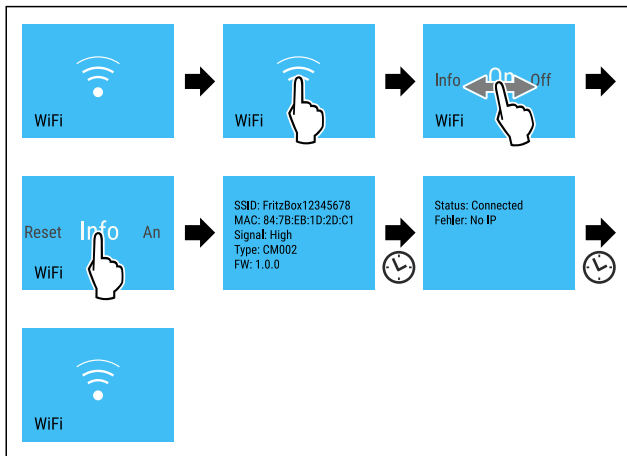 WiFi
WiFi
Info On Off
WiFi
Reset Info An
WiFi
SSID: FritzBox12345678
MAC: 84:7B:EB:1D:2D:C1
Signal: High
Type: CM002
FW: 1.0.0
Status: Connected
Fehler: No IP
WiFi